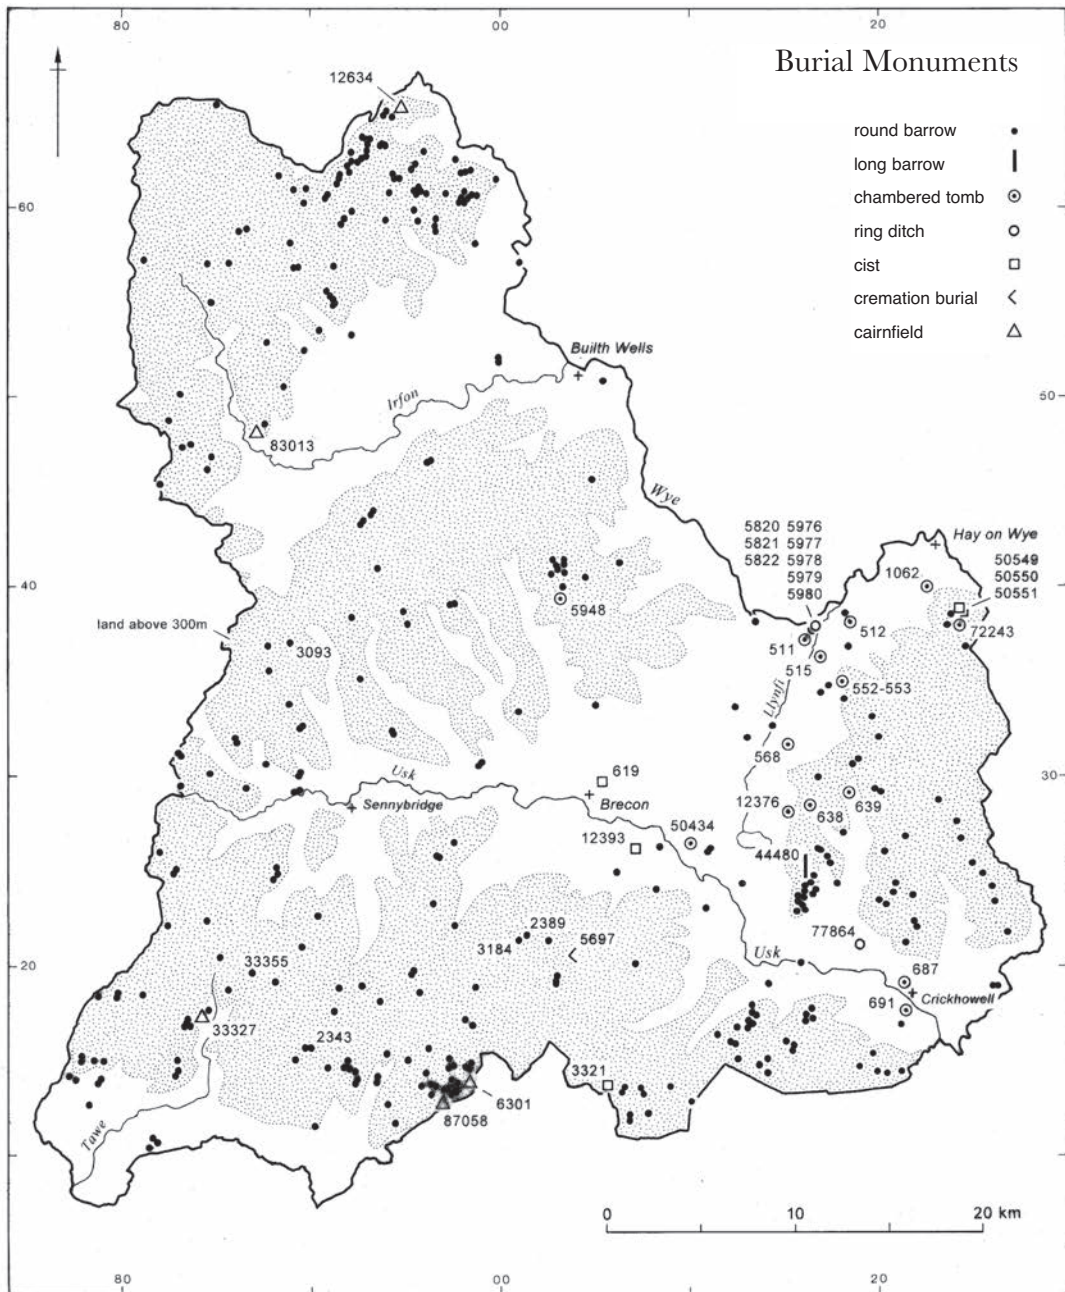 80 00 20
Burial Monuments
12634
round barrow
long barrow
chambered tomb
ring ditch
cist
cremation burial
cairnfield
60
Builth Wells
Irfon
50
83013
Wye
5820 5976
5821 5977
5822 5978
5979
5980
Hay on Wye
50549
50550
50551
1062
40
5948
land above 300m
3093
511
512
72243
515
552-553
Llynfi
568
30
619
Usk
Sennybridge
Brecon
12376
638
639
50434
12393
44480
2389
3184
5697
77864
20
Usk
33355
687
Crickhowell
691
33327
2343
3321
6301
87058
Tawe
0 10 20 km
80 00 20